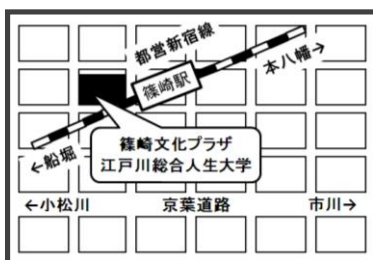 都営新宿線
本八幡→
篠崎駅
←船堀
篠崎文化プラザ
江戸川総合人生大学
←小松川 京葉道路 市川→